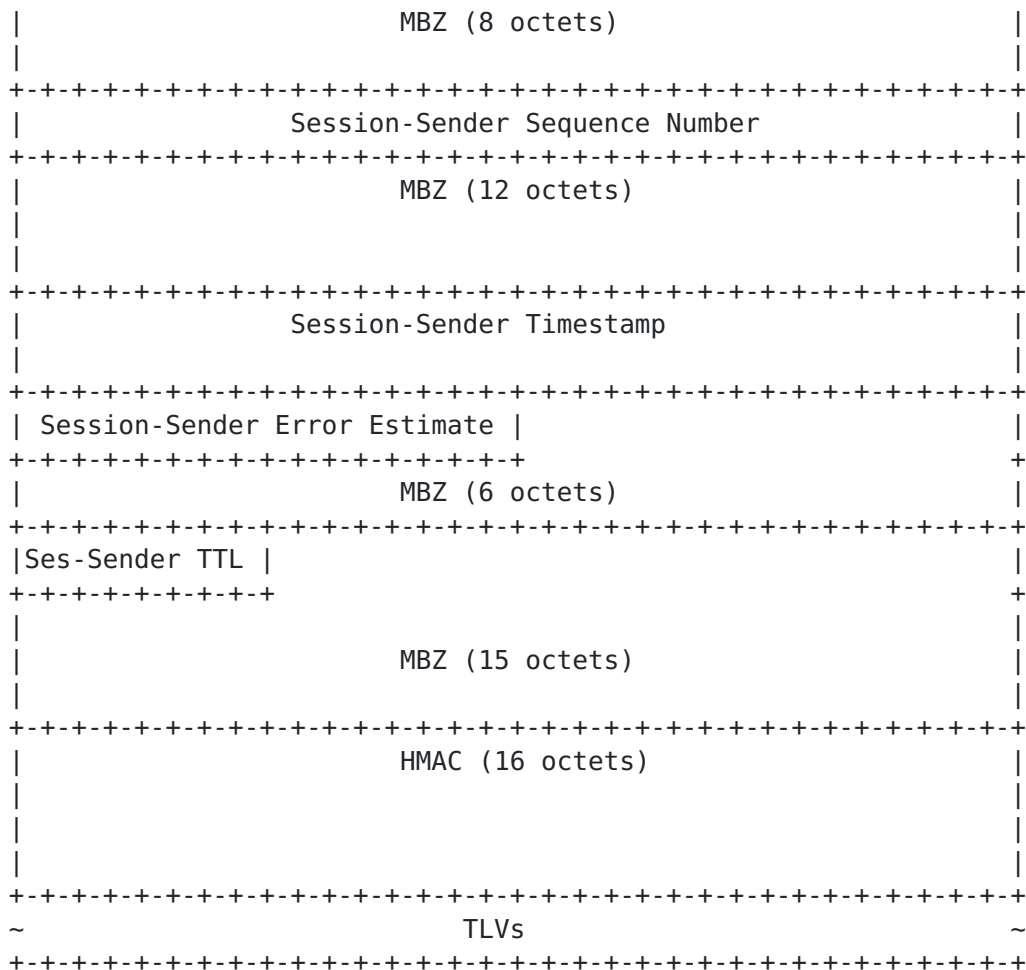 | MBZ (8 octets) |
| |
+-+-+-+-+-+-+-+-+-+-+-+-+-+-+-+-+-+-+-+-+-+-+-+-+-+-+-+-+-+-+-+-+
| Session-Sender Sequence Number |
+-+-+-+-+-+-+-+-+-+-+-+-+-+-+-+-+-+-+-+-+-+-+-+-+-+-+-+-+-+-+-+-+
| MBZ (12 octets) |
| |
| |
+-+-+-+-+-+-+-+-+-+-+-+-+-+-+-+-+-+-+-+-+-+-+-+-+-+-+-+-+-+-+-+-+
| Session-Sender Timestamp |
| |
+-+-+-+-+-+-+-+-+-+-+-+-+-+-+-+-+-+-+-+-+-+-+-+-+-+-+-+-+-+-+-+-+
| Session-Sender Error Estimate | |
+-+-+-+-+-+-+-+-+-+-+-+-+-+-+-+-+ +
| MBZ (6 octets) |
+-+-+-+-+-+-+-+-+-+-+-+-+-+-+-+-+-+-+-+-+-+-+-+-+-+-+-+-+-+-+-+-+
|Ses-Sender TTL | |
+-+-+-+-+-+-+-+-+ +
| |
| MBZ (15 octets) |
| |
+-+-+-+-+-+-+-+-+-+-+-+-+-+-+-+-+-+-+-+-+-+-+-+-+-+-+-+-+-+-+-+-+
| HMAC (16 octets) |
| |
| |
| |
+-+-+-+-+-+-+-+-+-+-+-+-+-+-+-+-+-+-+-+-+-+-+-+-+-+-+-+-+-+-+-+-+
~ TLVs ~
+-+-+-+-+-+-+-+-+-+-+-+-+-+-+-+-+-+-+-+-+-+-+-+-+-+-+-+-+-+-+-+-+